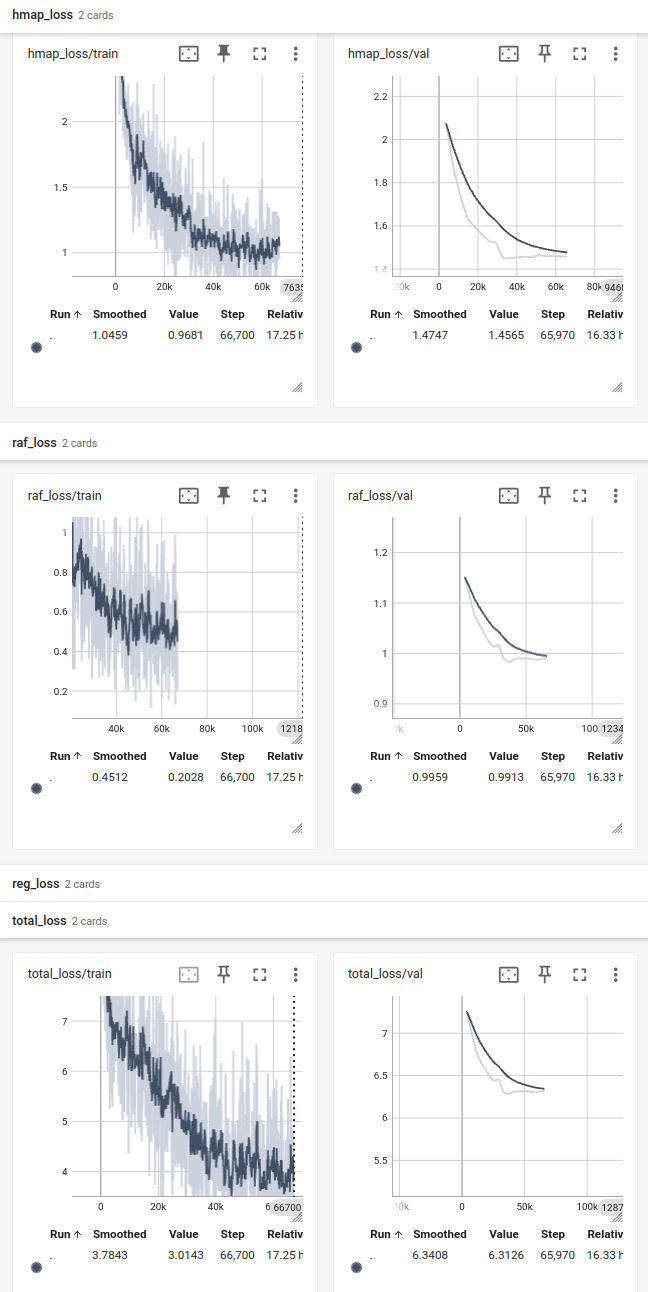 hmap_loss 2 cards
hmap_loss/train
hmap_loss/val
2
1.5
1
0 20k 40k 60k 7635
2.2
2
1.8
1.6
1.4
20k 0 20k 40k 60k 80k 9460
Run ↑ Smoothed Value Step Relativ
. 1.0459 0.9681 66,700 17.25 h
Run ↑ Smoothed Value Step Relativ
. 1.4747 1.4565 65,970 16.33 h
raf_loss 2 cards
raf_loss/train
raf_loss/val
1
0.8
0.6
0.4
0.2
40k 60k 80k 100k 1218
1.2
1.1
1
0.9
0 50k 100 1234
Run ↑ Smoothed Value Step Relativ
. 0.4512 0.2028 66,700 17.25 h
Run ↑ Smoothed Value Step Relativ
. 0.9959 0.9913 65,970 16.33 h
reg_loss 2 cards
total_loss 2 cards
total_loss/train
total_loss/val
7
6
5
4
0 20k 40k 6 66700
7
6.5
6
5.5
50k 0 50k 100k 1287
Run ↑ Smoothed Value Step Relativ
. 3.7843 3.0143 66,700 17.25 h
Run ↑ Smoothed Value Step Relativ
. 6.3408 6.3126 65,970 16.33 h